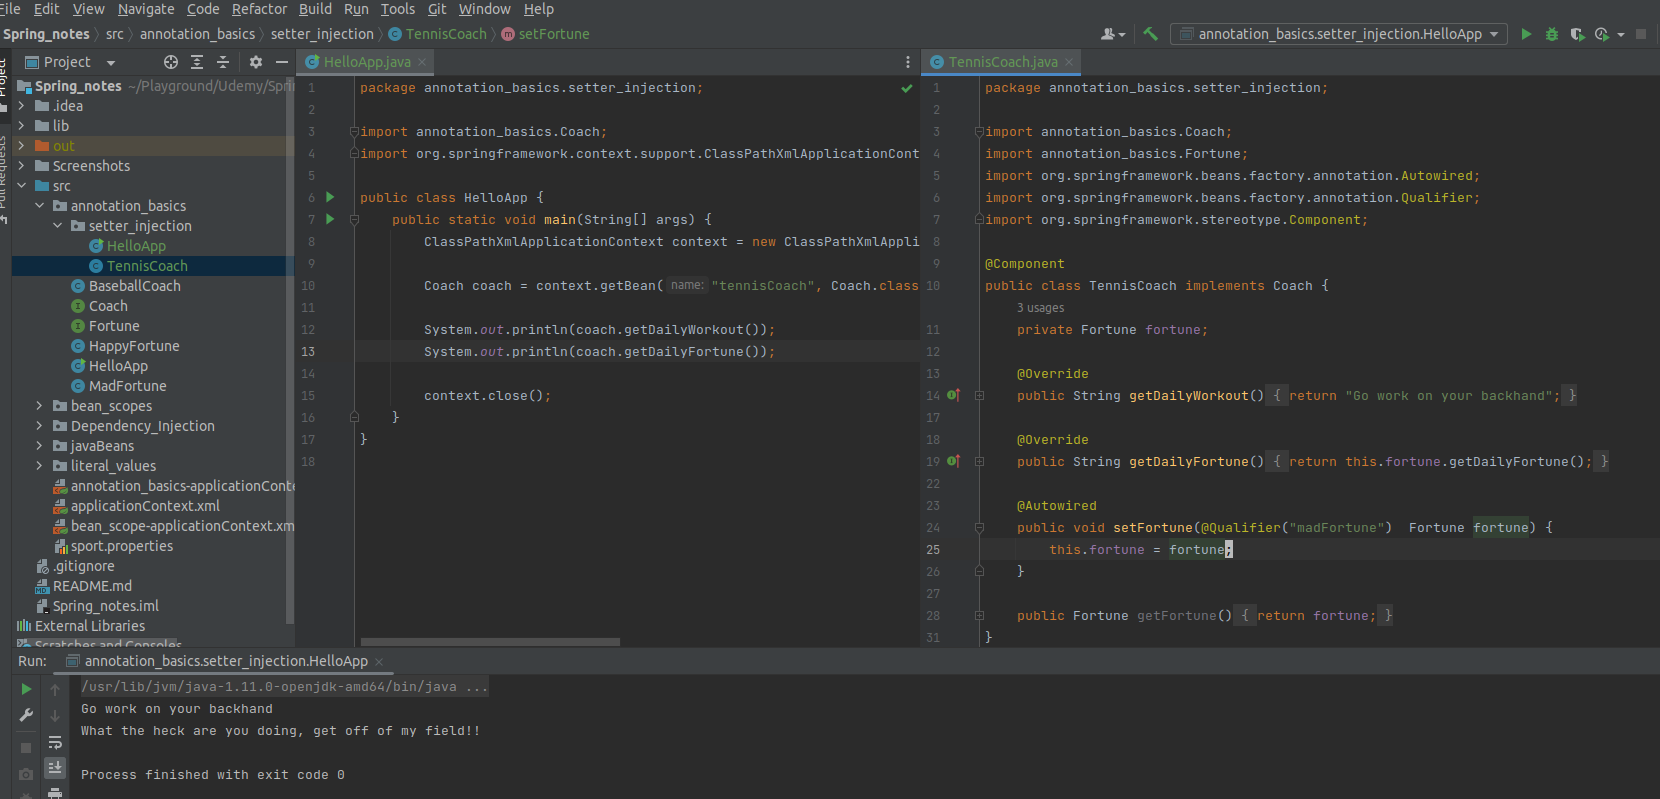 File Edit View Navigate Code Refactor Build Run Tools Git Window Help
Spring_notes src annotation_basics setter_injection TennisCoach setFortune
annotation_basics.setter_injection.HelloApp
Project
Project
Pull Requests
Spring_notes ~/Playground/Udemy/Spri
.idea
lib
out
Screenshots
src
annotation_basics
setter_injection
HelloApp
TennisCoach
BaseballCoach
Coach
Fortune
HappyFortune
HelloApp
MadFortune
bean_scopes
Dependency_Injection
javaBeans
literal_values
annotation_basics-applicationConte
applicationContext.xml
bean_scope-applicationContext.xm
sport.properties
.gitignore
README.md
Spring_notes.iml
External Libraries
Scratches and Consoles
HelloApp.java
1 package annotation_basics.setter_injection;
2
3 import annotation_basics.Coach;
4 import org.springframework.context.support.ClassPathXmlApplicationCont
5
6 public class HelloApp {
7 public static void main(String[] args) {
8 ClassPathXmlApplicationContext context = new ClassPathXmlAppli
9
10 Coach coach = context.getBean( name: "tennisCoach", Coach.class
11
12 System.out.println(coach.getDailyWorkout());
13 System.out.println(coach.getDailyFortune());
14
15 context.close();
16 }
17 }
18
TennisCoach.java
1 package annotation_basics.setter_injection;
2
3 import annotation_basics.Coach;
4 import annotation_basics.Fortune;
5 import org.springframework.beans.factory.annotation.Autowired;
6 import org.springframework.beans.factory.annotation.Qualifier;
7 import org.springframework.stereotype.Component;
8
9 @Component
10 public class TennisCoach implements Coach {
3 usages
11 private Fortune fortune;
12
13 @Override
14 public String getDailyWorkout() { return "Go work on your backhand"; }
17
18 @Override
19 public String getDailyFortune() { return this.fortune.getDailyFortune(); }
22
23 @Autowired
24 public void setFortune(@Qualifier("madFortune") Fortune fortune) {
25 this.fortune = fortune;
26 }
27
28 public Fortune getFortune() { return fortune; }
31 }
Run: annotation_basics.setter_injection.HelloApp
/usr/lib/jvm/java-1.11.0-openjdk-amd64/bin/java ...
Go work on your backhand
What the heck are you doing, get off of my field!!
Process finished with exit code 0